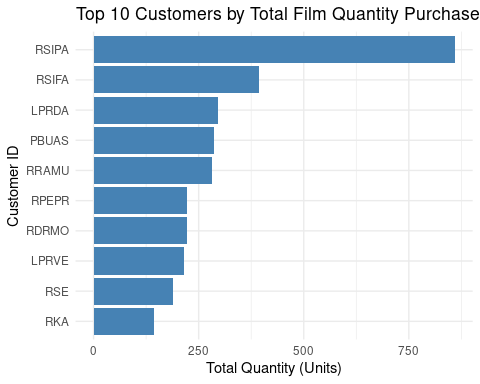 Top 10 Customers by Total Film Quantity Purchase
RSIPA
RSIFA
LPRDA
PBUAS
RRAMU
RPEPR
RDRMO
LPRVE
RSE
RKA
Customer ID
0 250 500 750
Total Quantity (Units)